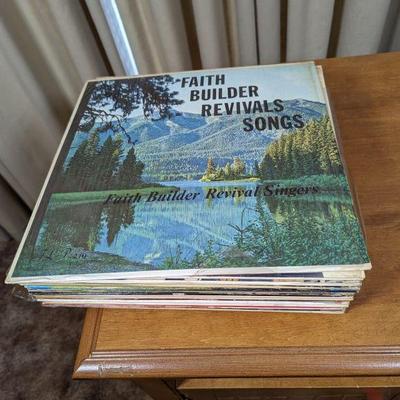 FAITH
BUILDER
REVIVALS
SONGS
Faith Builder Revival Singers